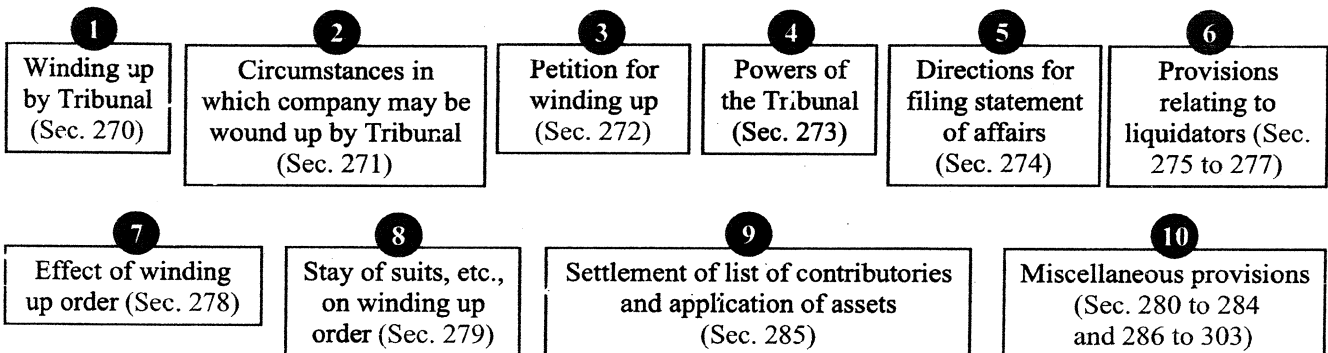 1
Winding up
by Tribunal
(Sec. 270)
2
Circumstances in
which company may be
wound up by Tribunal
(Sec. 271)
3
Petition for
winding up
(Sec. 272)
4
Powers of
the Tribunal
(Sec. 273)
5
Directions for
filing statement
of affairs
(Sec. 274)
6
Provisions
relating to
liquidators (Sec.
275 to 277)
7
Effect of winding
up order (Sec. 278)
8
Stay of suits, etc.,
on winding up
order (Sec. 279)
9
Settlement of list of contributories
and application of assets
(Sec. 285)
10
Miscellaneous provisions
(Sec. 280 to 284
and 286 to 303)